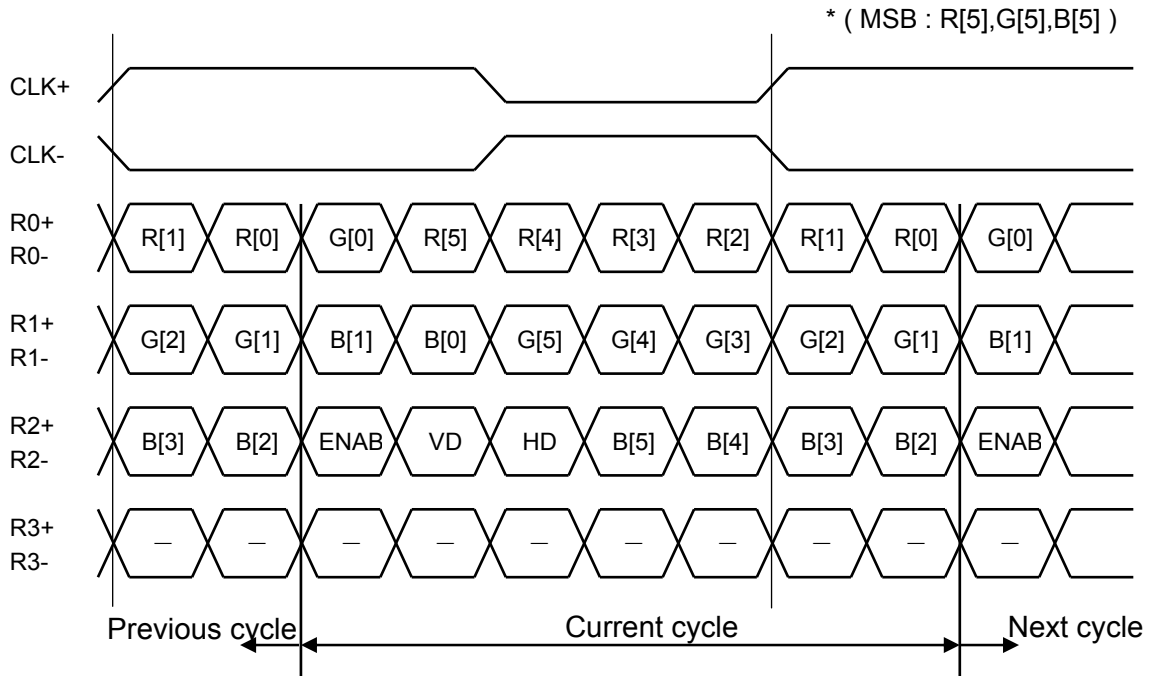 * ( MSB : R[5],G[5],B[5] )
CLK+
CLK-
R0+
R0-
R[1] R[0] G[0] R[5] R[4] R[3] R[2] R[1] R[0] G[0]
R1+
R1-
G[2] G[1] B[1] B[0] G[5] G[4] G[3] G[2] G[1] B[1]
R2+
R2-
B[3] B[2] ENAB VD HD B[5] B[4] B[3] B[2] ENAB
R3+
R3-
— — — — — — — — — —
Previous cycle Current cycle Next cycle